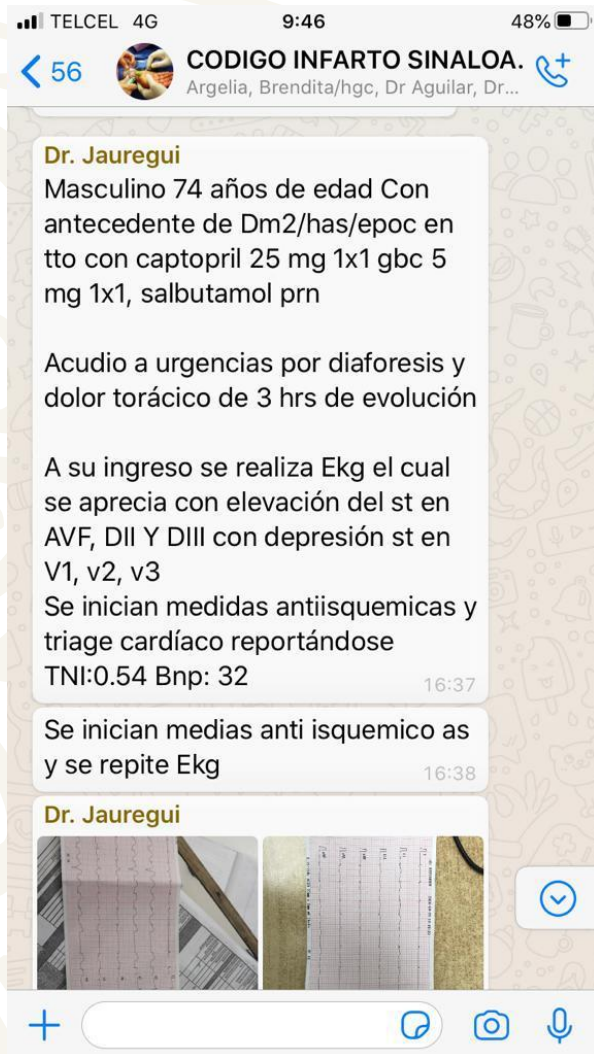 TELCEL 4G 9:46 48%
56 CODIGO INFARTO SINALOA.
Argelia, Brendita/hgc, Dr Aguilar, Dr...
Dr. Jauregui
Masculino 74 años de edad Con
antecedente de Dm2/has/epoc en
tto con captopril 25 mg 1x1 gbc 5
mg 1x1, salbutamol prn
Acudio a urgencias por diaforesis y
dolor torácico de 3 hrs de evolución
A su ingreso se realiza Ekg el cual
se aprecia con elevación del st en
AVF, DII Y DIII con depresión st en
V1, v2, v3
Se inician medidas antiisquemicas y
triage cardíaco reportándose
TNI:0.54 Bnp: 32 16:37
Se inician medias anti isquemico as
y se repite Ekg 16:38
Dr. Jauregui